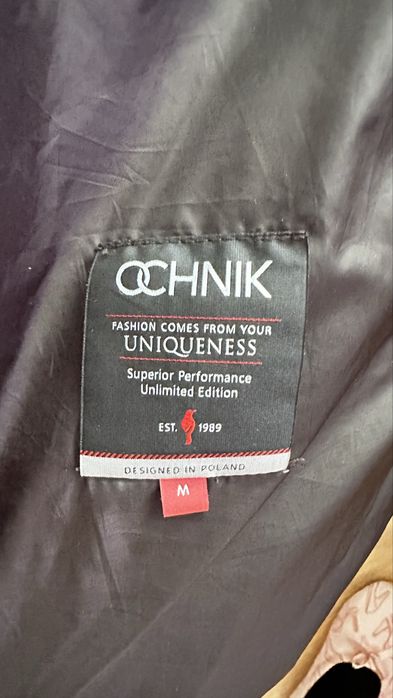 OCHNIK
FASHION COMES FROM YOUR
UNIQUENESS
Superior Performance
Unlimited Edition
EST. 1989
DESIGNED IN POLAND
M